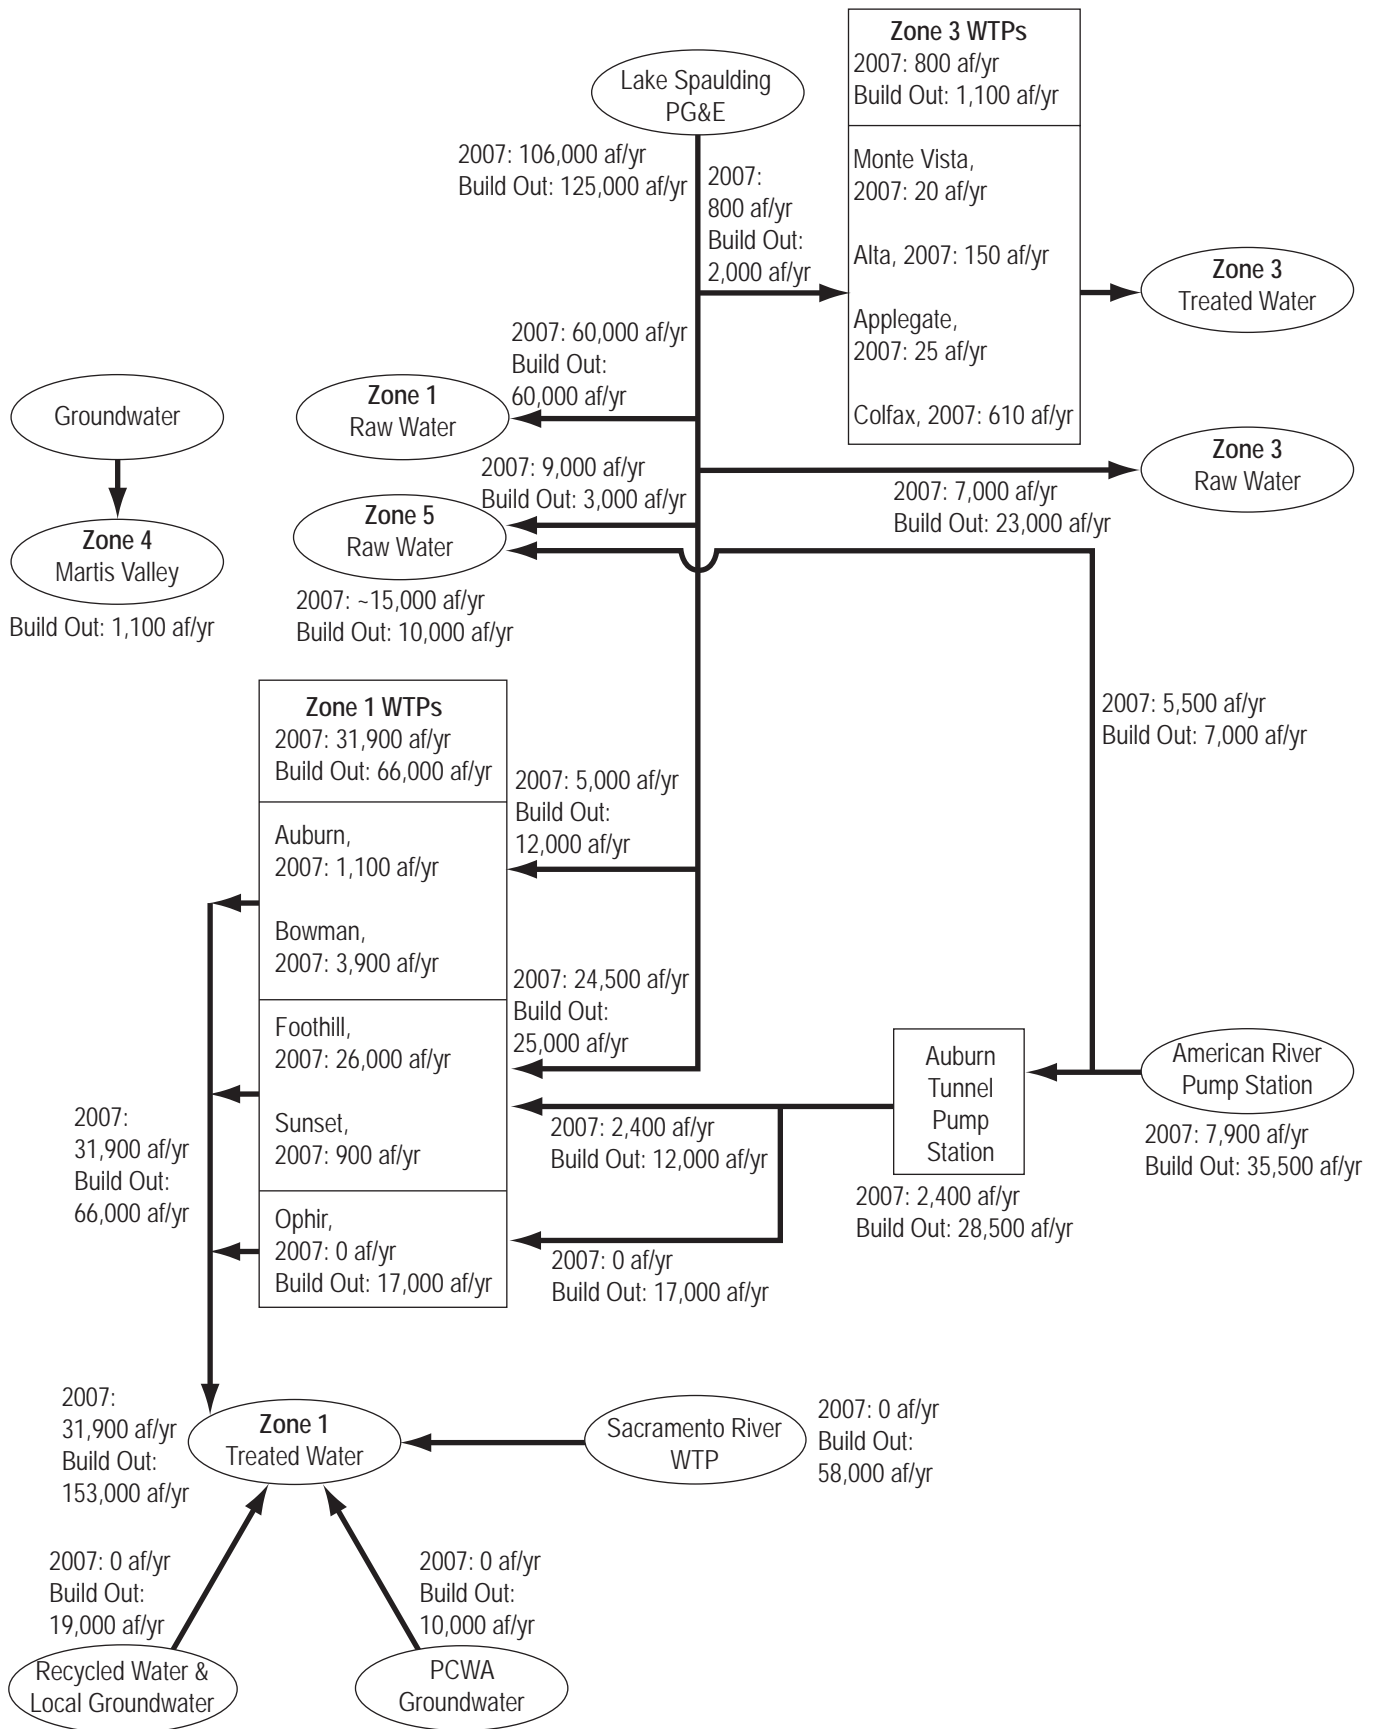 Zone 3 WTPs
2007: 800 af/yr
Build Out: 1,100 af/yr
Monte Vista,
2007: 20 af/yr
Alta, 2007: 150 af/yr
Applegate,
2007: 25 af/yr
Colfax, 2007: 610 af/yr
Lake Spaulding
PG&E
2007: 106,000 af/yr
Build Out: 125,000 af/yr
2007:
800 af/yr
Build Out:
2,000 af/yr
Zone 3
Treated Water
2007: 60,000 af/yr
Build Out:
60,000 af/yr
Zone 1
Raw Water
Groundwater
Zone 4
Martis Valley
Build Out: 1,100 af/yr
2007: 9,000 af/yr
Build Out: 3,000 af/yr
Zone 5
Raw Water
2007: ~15,000 af/yr
Build Out: 10,000 af/yr
Zone 3
Raw Water
2007: 7,000 af/yr
Build Out: 23,000 af/yr
2007: 5,500 af/yr
Build Out: 7,000 af/yr
Zone 1 WTPs
2007: 31,900 af/yr
Build Out: 66,000 af/yr
Auburn,
2007: 1,100 af/yr
Bowman,
2007: 3,900 af/yr
Foothill,
2007: 26,000 af/yr
Sunset,
2007: 900 af/yr
Ophir,
2007: 0 af/yr
Build Out: 17,000 af/yr
2007: 5,000 af/yr
Build Out:
12,000 af/yr
2007: 24,500 af/yr
Build Out:
25,000 af/yr
2007: 2,400 af/yr
Build Out: 12,000 af/yr
2007: 0 af/yr
Build Out: 17,000 af/yr
Auburn
Tunnel
Pump
Station
2007: 2,400 af/yr
Build Out: 28,500 af/yr
American River
Pump Station
2007: 7,900 af/yr
Build Out: 35,500 af/yr
2007:
31,900 af/yr
Build Out:
66,000 af/yr
2007:
31,900 af/yr
Build Out:
153,000 af/yr
Zone 1
Treated Water
Sacramento River
WTP
2007: 0 af/yr
Build Out:
58,000 af/yr
2007: 0 af/yr
Build Out:
19,000 af/yr
Recycled Water &
Local Groundwater
2007: 0 af/yr
Build Out:
10,000 af/yr
PCWA
Groundwater